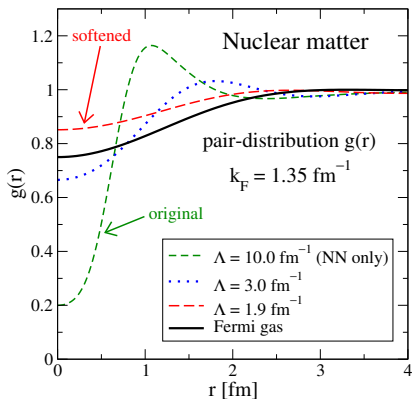 Nuclear matter
softened
pair-distribution g(r)
k_F = 1.35 fm⁻¹
original
Λ = 10.0 fm⁻¹ (NN only)
Λ = 3.0 fm⁻¹
Λ = 1.9 fm⁻¹
Fermi gas
g(r)
1.2
1
0.8
0.6
0.4
0.2
0
0 1 2 3 4
r [fm]